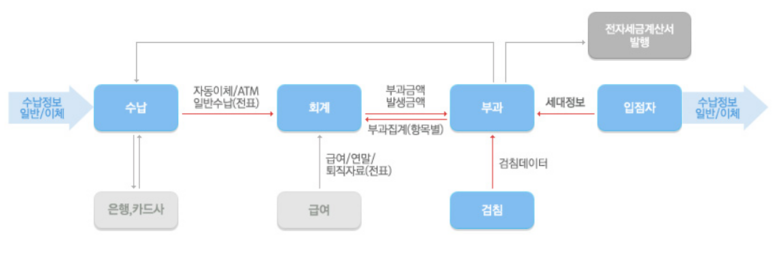 전자세금계산서
발행
수납정보
일반/이체
수납
자동이체/ATM
일반수납(전표)
회계
부과금액
발생금액
부과집계(항목별)
부과
세대정보
입점자
수납정보
일반/이체
급여/연말/
퇴직자료(전표)
검침데이터
은행,카드사
급여
검침